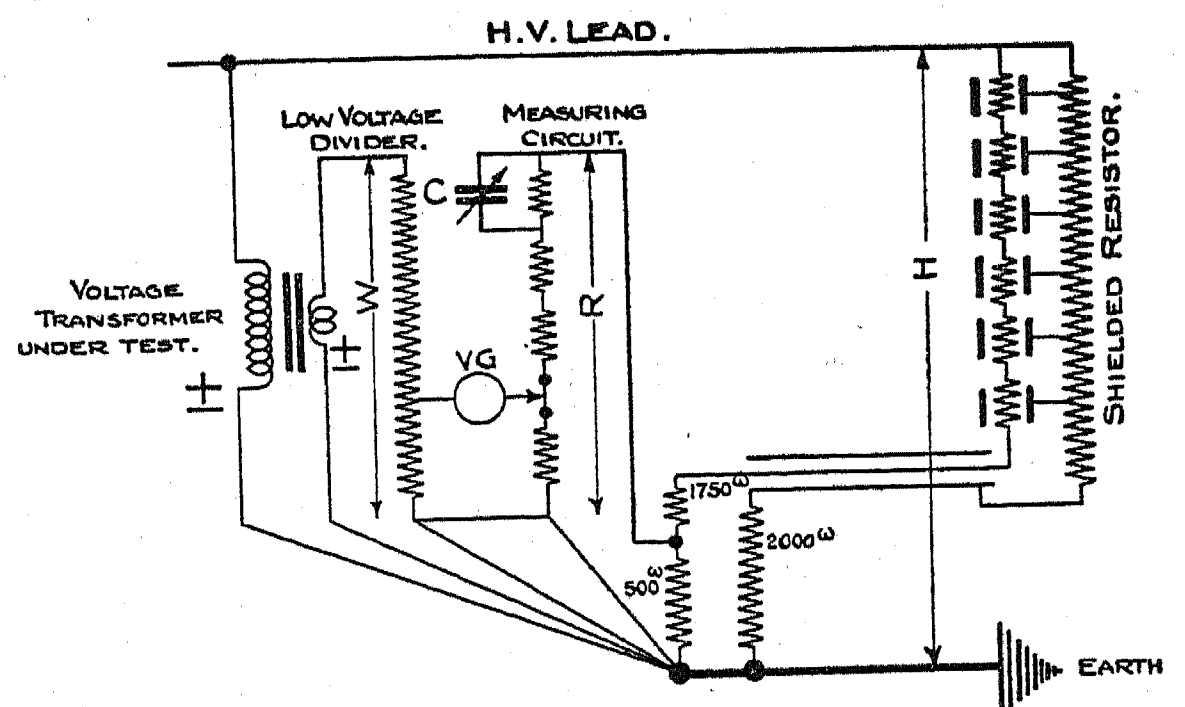 H.V. LEAD.
LOW VOLTAGE
DIVIDER.
MEASURING
CIRCUIT.
C
W
R
H
VOLTAGE
TRANSFORMER
UNDER TEST.
±
±
VG
SHIELDED RESISTOR.
1750ω
2000ω
500ω
EARTH